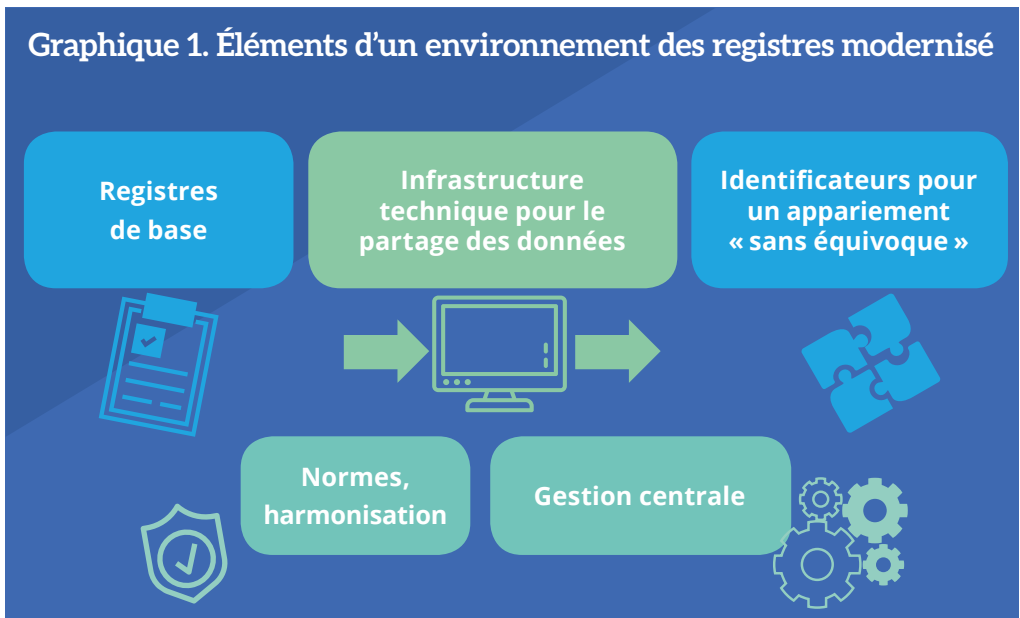 Graphique 1. Éléments d’un environnement des registres modernisé
Registres
de base
Infrastructure
technique pour le
partage des données
Identificateurs pour
un appariement
« sans équivoque »
Normes,
harmonisation
Gestion centrale